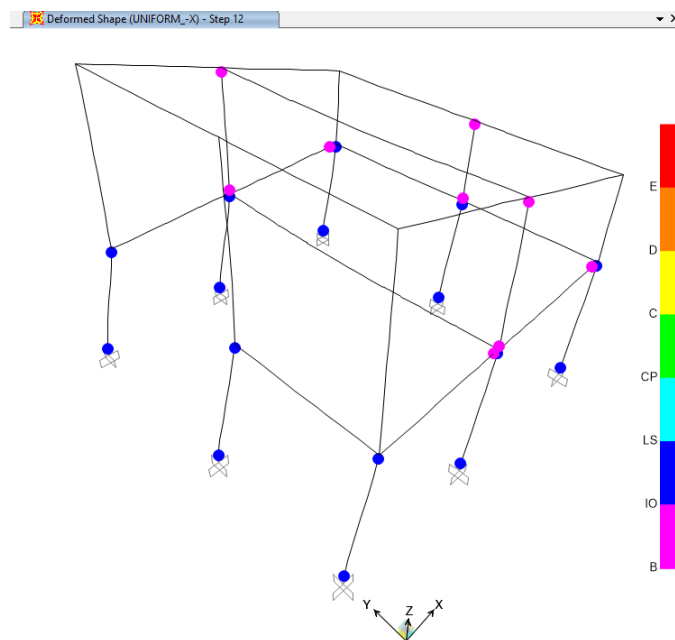 Deformed Shape (UNIFORM_-X) - Step 12
E
D
C
CP
LS
IO
B
Y
Z
X